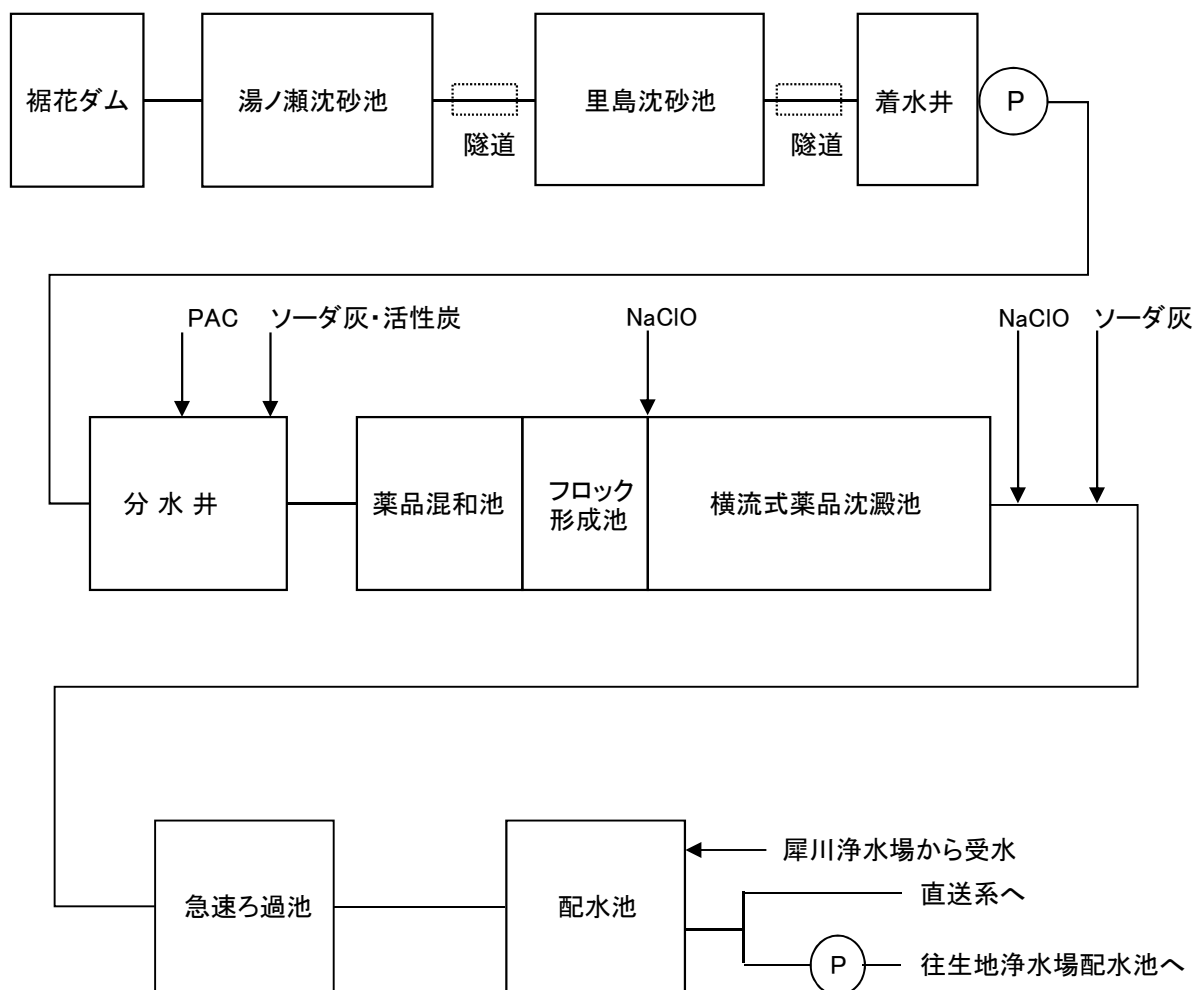 裾花ダム
湯ノ瀬沈砂池
隧道
里島沈砂池
隧道
着水井
P
PAC
ソーダ灰・活性炭
NaClO
NaClO
ソーダ灰
分水井
薬品混和池
フロック
形成池
横流式薬品沈澱池
急速ろ過池
配水池
犀川浄水場から受水
直送系へ
P
往生地浄水場配水池へ